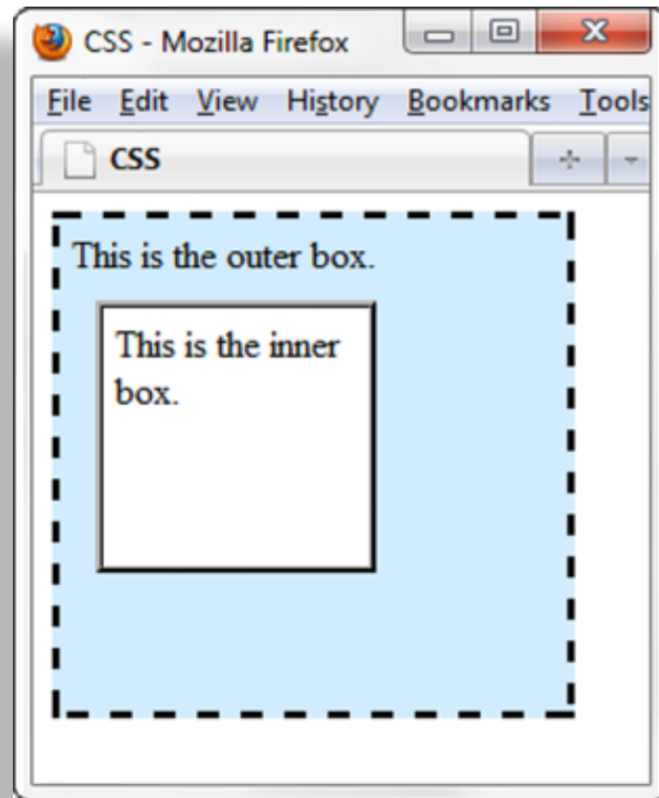 CSS - Mozilla Firefox
File Edit View History Bookmarks Tools
CSS
This is the outer box.
This is the inner
box.